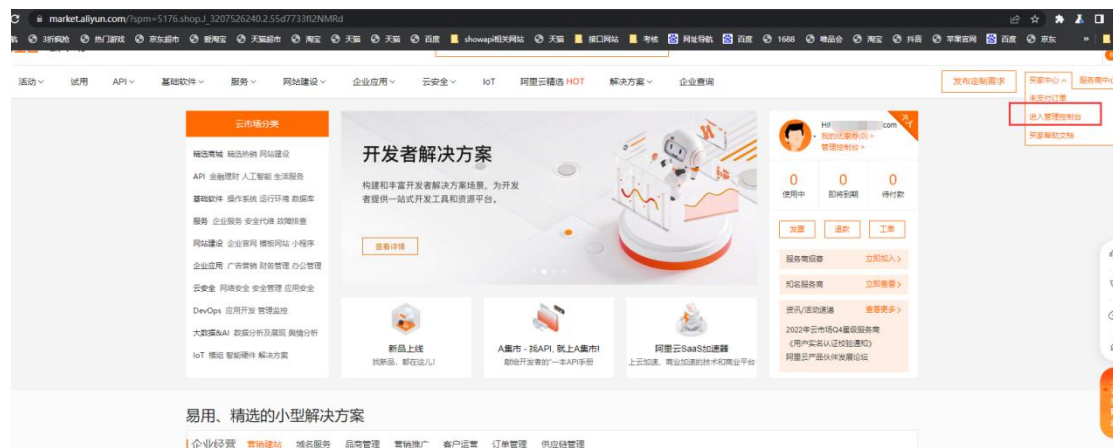 market.aliyun.com/?spm=5176.shop.J_3207526240.2.55d7733fI2NMRd
3折疯抢 热门游戏 京东超市 爱淘宝 天猫超市 淘宝 天猫 天猫 百度 showapi相关网站 天猫 接口网站 考核 网址导航 百度 1688 唯品会 淘宝 抖音 苹果官网 百度 京东 »
活动 试用 API 基础软件 服务 网站建设 企业应用 云安全 IoT 阿里云精选 HOT 解决方案 企业查询 发布定制需求 买家中心 服务商中心
未支付订单
进入管理控制台
买家帮助文档
云市场分类
精选商城 精选热销 网站建设
API 金融理财 人工智能 生活服务
基础软件 操作系统 运行环境 数据库
服务 企业服务 安全代维 故障排查
网站建设 企业官网 模板网站 小程序
企业应用 广告营销 财务管理 办公管理
云安全 网络安全 安全管理 应用安全
DevOps 应用开发 管理监控
大数据&AI 数据分析及展现 舆情分析
IoT 模组 智能硬件 解决方案
开发者解决方案
构建和丰富开发者解决方案场景，为开发
者提供一站式开发工具和资源平台。
查看详情
新品上线
找新品，都在这儿!
A集市 - 找API, 就上A集市!
献给开发者的“一本API手册
阿里云SaaS加速器
上云加速、商业加速的技术和商业平台
Hi! com
我的优惠券(0) >
管理控制台 >
0 0 0
使用中 即将到期 待付款
发票 退款 工单
服务商招募 立即加入 >
知名服务商 立即查看 >
资讯/活动速递 查看更多 >
2022年云市场Q4星级服务商
《用户实名认证校验通知》
阿里云产品伙伴发展论坛
易用、精选的小型解决方案
企业经营 营销建站 域名服务 品商管理 营销推广 客户运营 订单管理 供应链管理